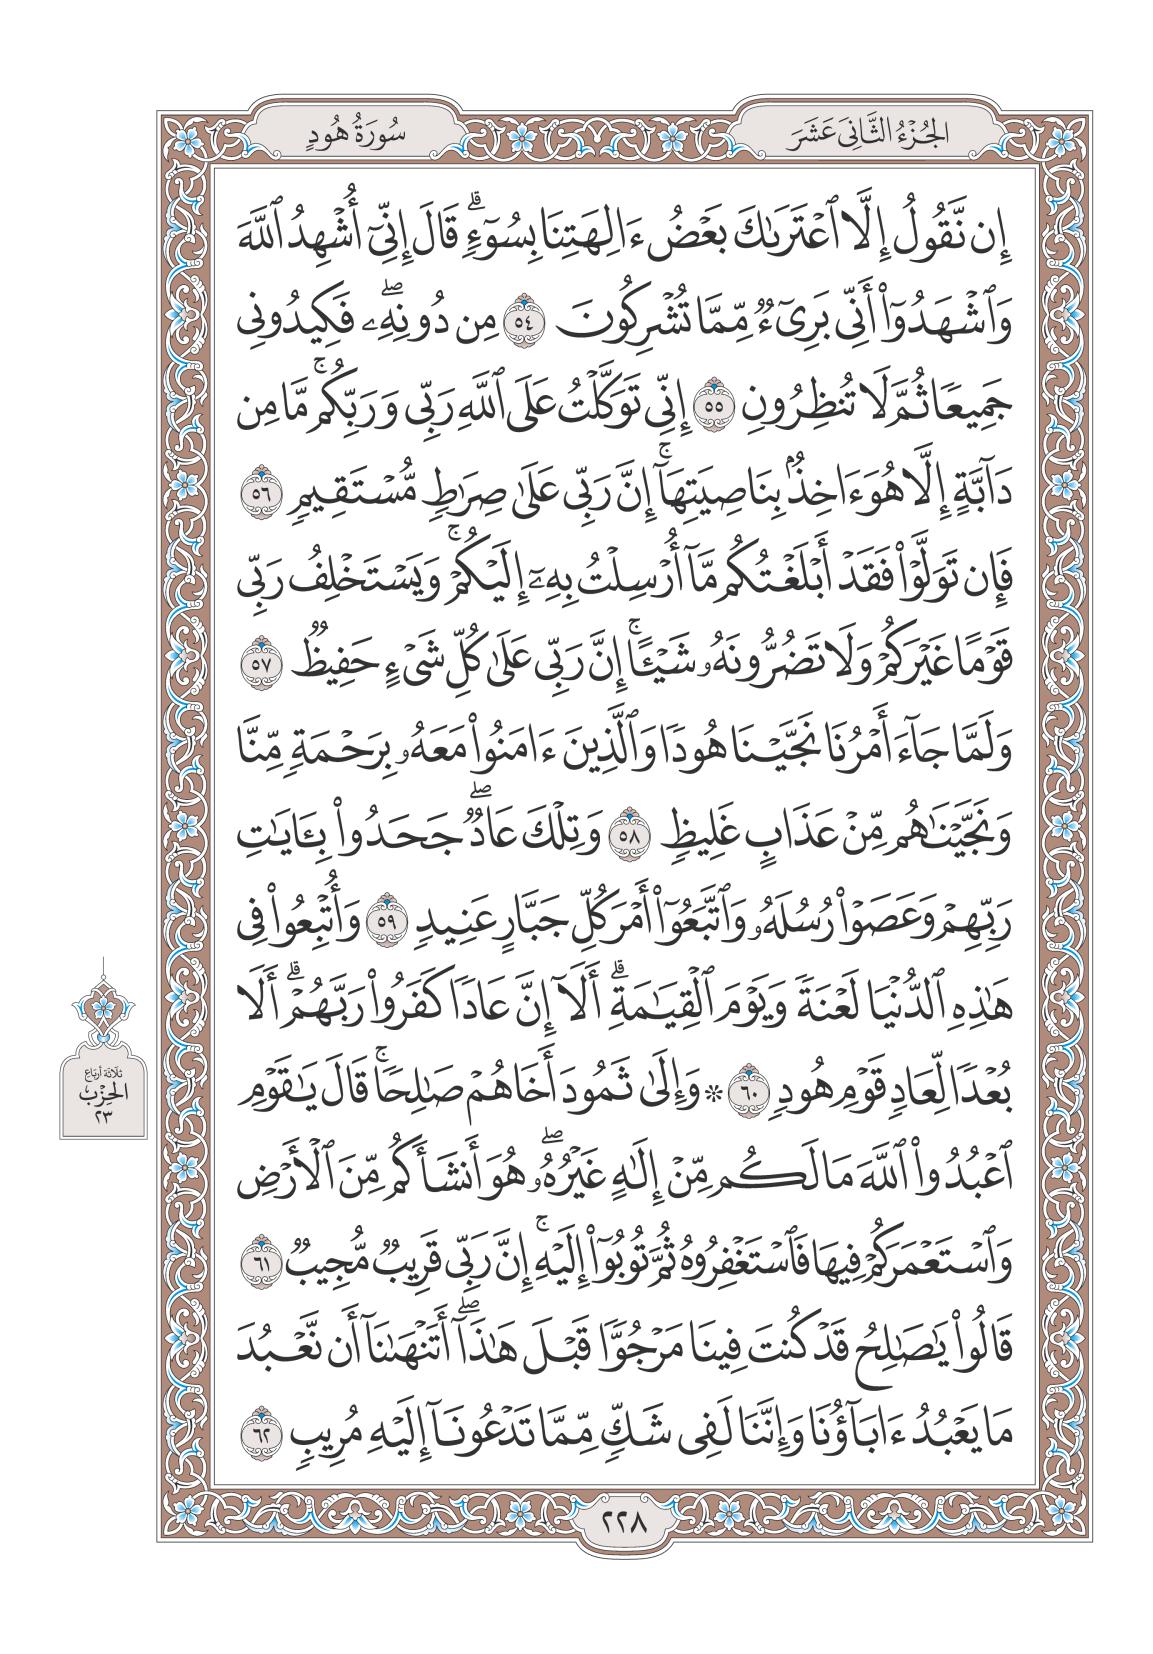 الجُزْءُ الثَّانِي عَشَرَ
سُورَةُ هُودٍ
إِن نَّقُولُ إِلَّا ٱعْتَرَىٰكَ بَعْضُ ءَالِهَتِنَا بِسُوٓءٍۗ قَالَ إِنِّىٓ أُشْهِدُ ٱللَّهَ
وَٱشْهَدُوٓا۟ أَنِّى بَرِىٓءٌ مِّمَّا تُشْرِكُونَ ٥٤ مِن دُونِهِۦۖ فَكِيدُونِى
جَمِيعًا ثُمَّ لَا تُنظِرُونِ ٥٥ إِنِّى تَوَكَّلْتُ عَلَى ٱللَّهِ رَبِّى وَرَبِّكُمۚ مَّا مِن
دَآبَّةٍ إِلَّا هُوَ ءَاخِذٌۢ بِنَاصِيَتِهَآۚ إِنَّ رَبِّى عَلَىٰ صِرَٰطٍ مُّسْتَقِيمٍ ٥٦
فَإِن تَوَلَّوْا۟ فَقَدْ أَبْلَغْتُكُم مَّآ أُرْسِلْتُ بِهِۦٓ إِلَيْكُمْۚ وَيَسْتَخْلِفُ رَبِّى
قَوْمًا غَيْرَكُمْ وَلَا تَضُرُّونَهُۥ شَيْـًٔاۚ إِنَّ رَبِّى عَلَىٰ كُلِّ شَىْءٍ حَفِيظٌ ٥٧
وَلَمَّا جَآءَ أَمْرُنَا نَجَّيْنَا هُودًا وَٱلَّذِينَ ءَامَنُوا۟ مَعَهُۥ بِرَحْمَةٍ مِّنَّا
وَنَجَّيْنَٰهُم مِّنْ عَذَابٍ غَلِيظٍ ٥٨ وَتِلْكَ عَادٌۖ جَحَدُوا۟ بِـَٔايَٰتِ
رَبِّهِمْ وَعَصَوْا۟ رُسُلَهُۥ وَٱتَّبَعُوٓا۟ أَمْرَ كُلِّ جَبَّارٍ عَنِيدٍ ٥٩ وَأُتْبِعُوا۟ فِى
هَٰذِهِ ٱلدُّنْيَا لَعْنَةً وَيَوْمَ ٱلْقِيَٰمَةِۗ أَلَآ إِنَّ عَادًا كَفَرُوا۟ رَبَّهُمْۗ أَلَا
بُعْدًا لِّعَادٍ قَوْمِ هُودٍ ٦٠ ۞ وَإِلَىٰ ثَمُودَ أَخَاهُمْ صَٰلِحًاۚ قَالَ يَٰقَوْمِ
ٱعْبُدُوا۟ ٱللَّهَ مَا لَكُم مِّنْ إِلَٰهٍ غَيْرُهُۥۖ هُوَ أَنشَأَكُم مِّنَ ٱلْأَرْضِ
وَٱسْتَعْمَرَكُمْ فِيهَا فَٱسْتَغْفِرُوهُ ثُمَّ تُوبُوٓا۟ إِلَيْهِۚ إِنَّ رَبِّى قَرِيبٌ مُّجِيبٌ ٦١
قَالُوا۟ يَٰصَٰلِحُ قَدْ كُنتَ فِينَا مَرْجُوًّا قَبْلَ هَٰذَآۖ أَتَنْهَىٰنَآ أَن نَّعْبُدَ
مَا يَعْبُدُ ءَابَآؤُنَا وَإِنَّنَا لَفِى شَكٍّ مِّمَّا تَدْعُونَآ إِلَيْهِ مُرِيبٍ ٦٢
ثلاثة أرباع
الحِزْب
٢٣
٢٢٨